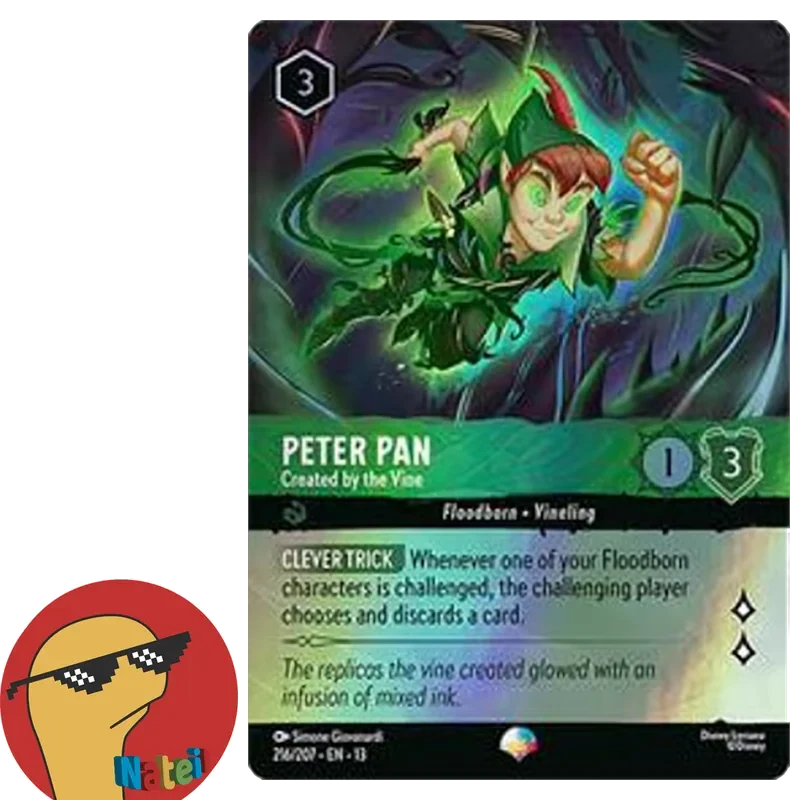 3
PETER PAN
Created by the Vine
1
3
Floodborn • Vineling
CLEVER TRICK Whenever one of your Floodborn
characters is challenged, the challenging player
chooses and discards a card.
The replicas the vine created glowed with an
infusion of mixed ink.
Simone Giovanardi
216/207 • EN • 13
Disney Lorcana
©Disney
Natei